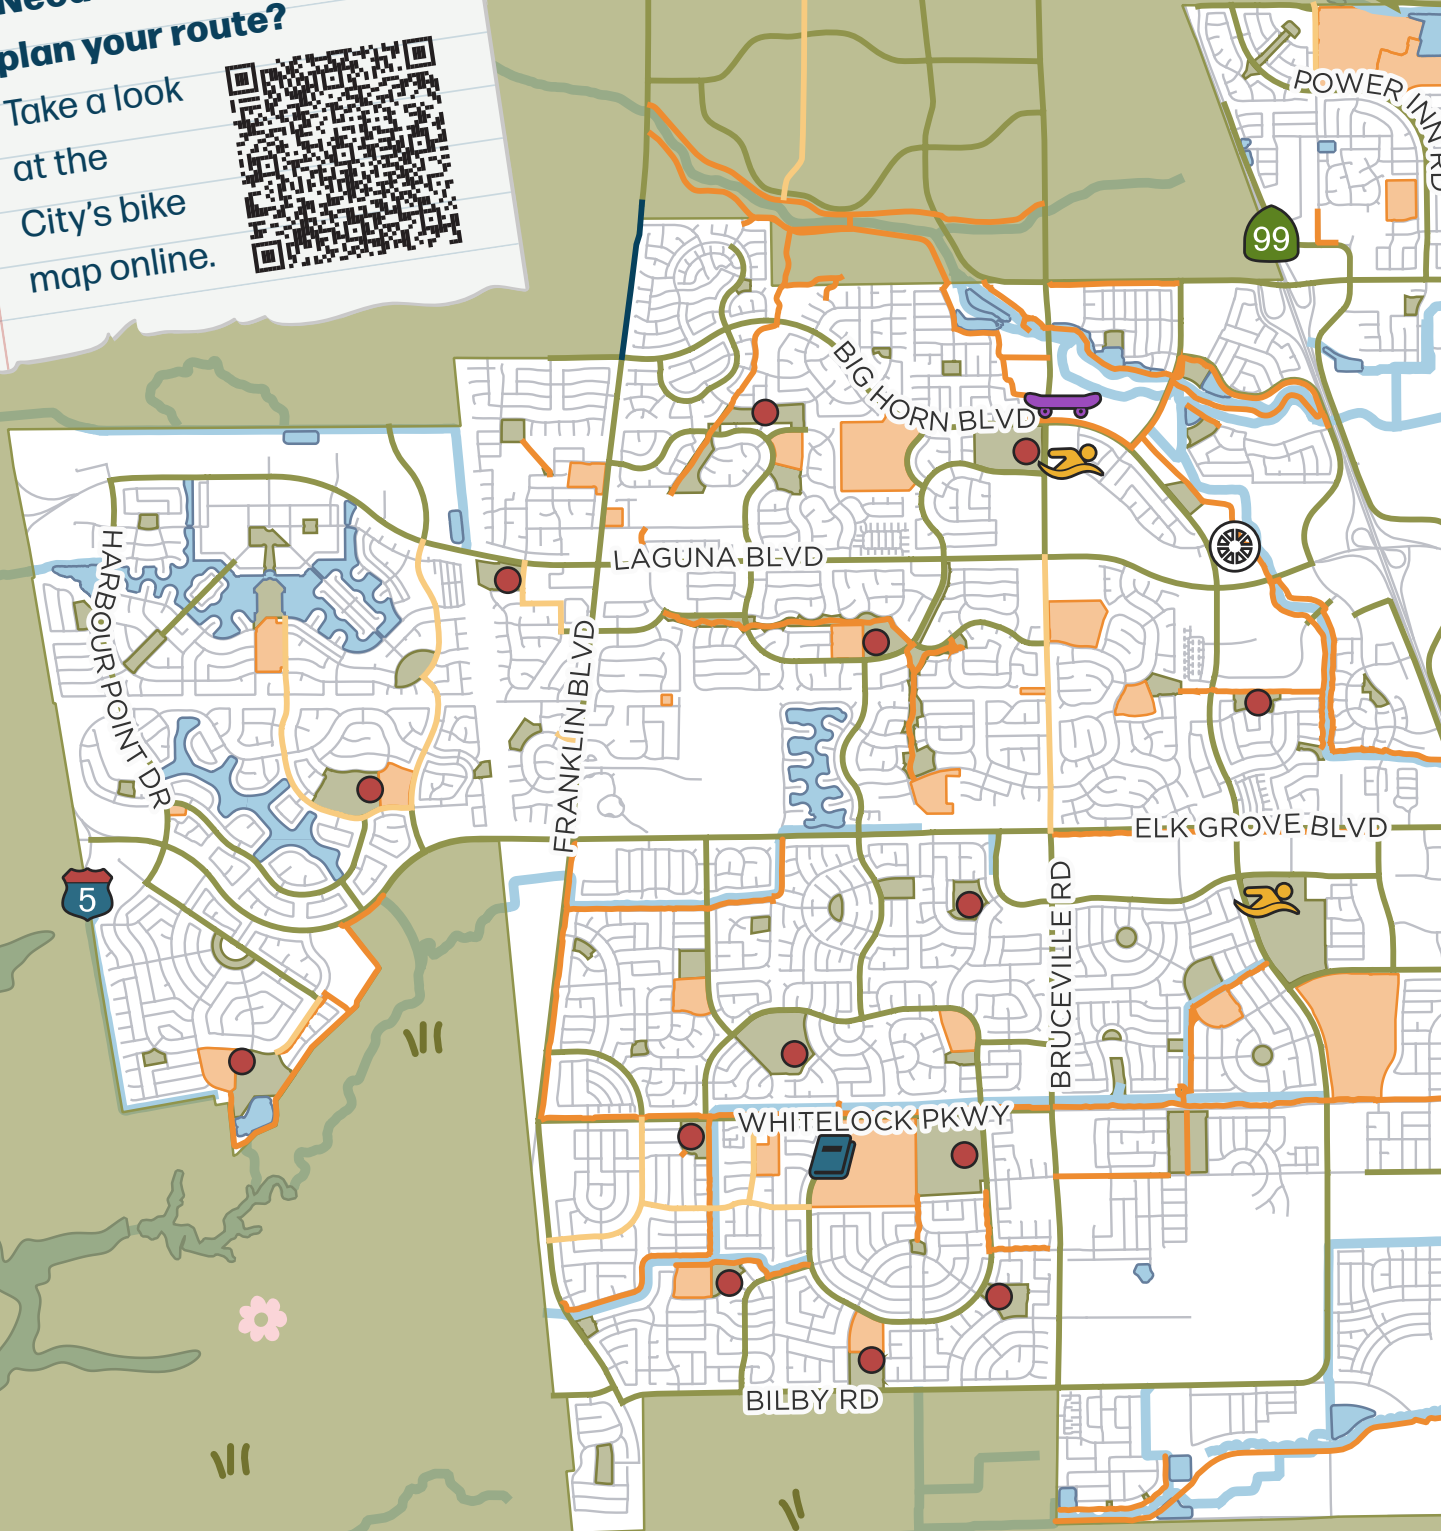 Need
plan your route?
Take a look
at the
City's bike
map online.
POWER INN RD
99
BIG HORN BLVD
LAGUNA BLVD
HARBOUR POINT DR
FRANKLIN BLVD
ELK GROVE BLVD
5
BRUCEVILLE RD
WHITELOCK PKWY
BILBY RD